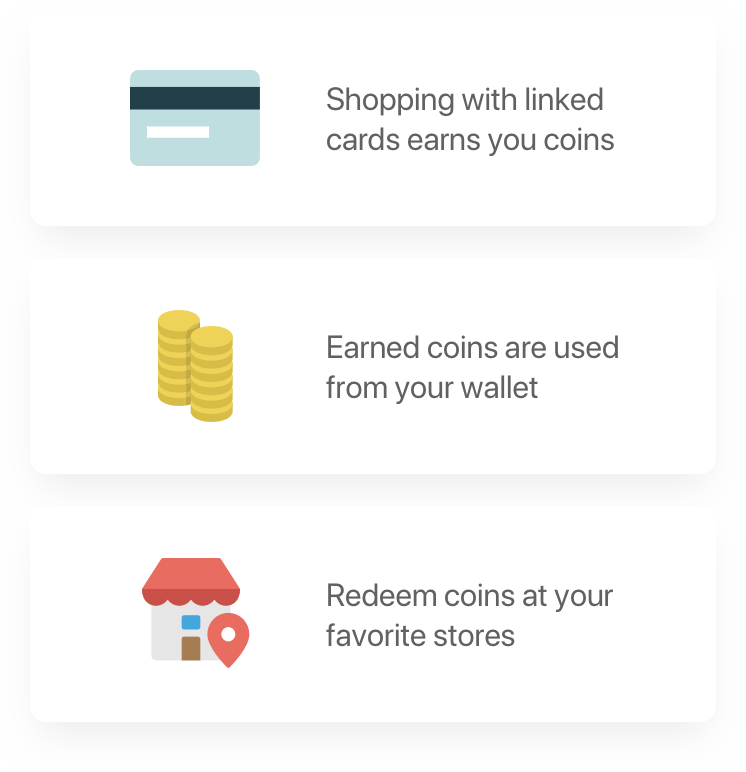 Shopping with linked
cards earns you coins
Earned coins are used
from your wallet
Redeem coins at your
favorite stores